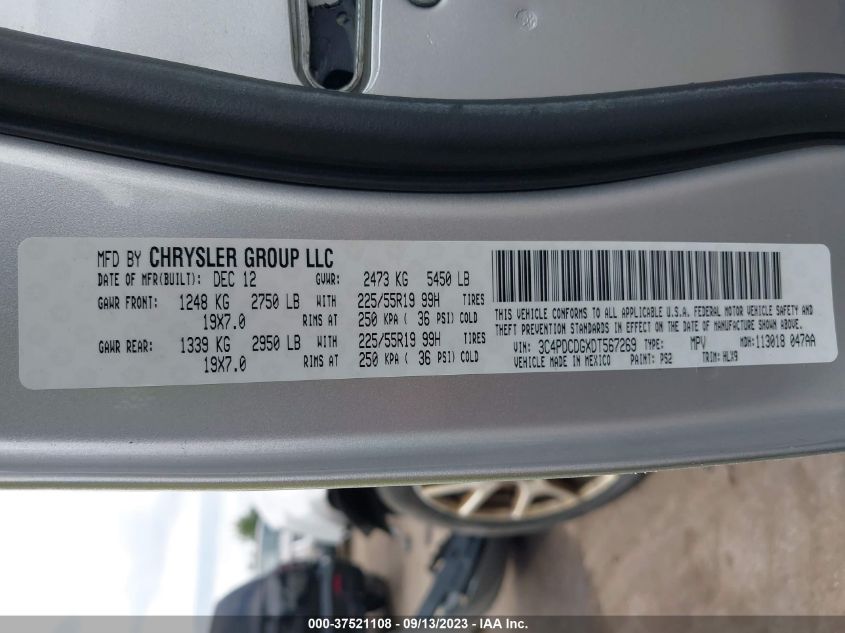 MFD BY CHRYSLER GROUP LLC
DATE OF MFR(BUILT): DEC 12 GVWR: 2473 KG 5450 LB
GAWR FRONT: 1248 KG 2750 LB WITH 225/55R19 99H TIRES
19X7.0 RIMS AT 250 KPA ( 36 PSI) COLD
GAWR REAR: 1339 KG 2950 LB WITH 225/55R19 99H TIRES
19X7.0 RIMS AT 250 KPA ( 36 PSI) COLD
THIS VEHICLE CONFORMS TO ALL APPLICABLE U.S.A. FEDERAL MOTOR VEHICLE SAFETY AND
THEFT PREVENTION STANDARDS IN EFFECT ON THE DATE OF MANUFACTURE SHOWN ABOVE.
VIN: 3C4PDCDGXDT567269 TYPE: MPV MDH: 113018 047AA
VEHICLE MADE IN MEXICO PAINT: PS2 TRIM: HLX9
000-37521108 - 09/13/2023 - IAA Inc.